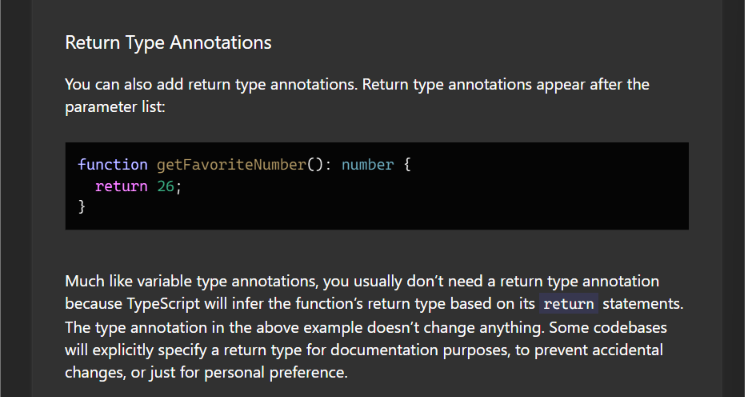 Return Type Annotations
You can also add return type annotations. Return type annotations appear after the
parameter list:
function getFavoriteNumber(): number {
  return 26;
}
Much like variable type annotations, you usually don’t need a return type annotation
because TypeScript will infer the function’s return type based on its return statements.
The type annotation in the above example doesn’t change anything. Some codebases
will explicitly specify a return type for documentation purposes, to prevent accidental
changes, or just for personal preference.